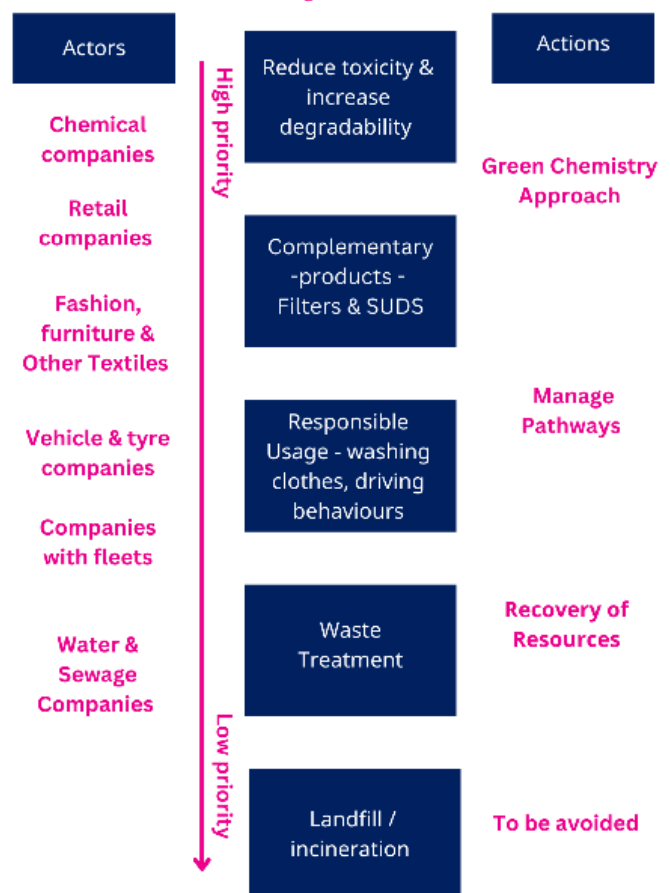 Actors
Chemical
companies
Retail
companies
Fashion,
furniture &
Other Textiles
Vehicle & tyre
companies
Companies
with fleets
Water &
Sewage
Companies
High priority
Low priority
Reduce toxicity &
increase
degradability
Complementary
-products -
Filters & SUDS
Responsible
Usage - washing
clothes, driving
behaviours
Waste
Treatment
Landfill /
incineration
Actions
Green Chemistry
Approach
Manage
Pathways
Recovery of
Resources
To be avoided